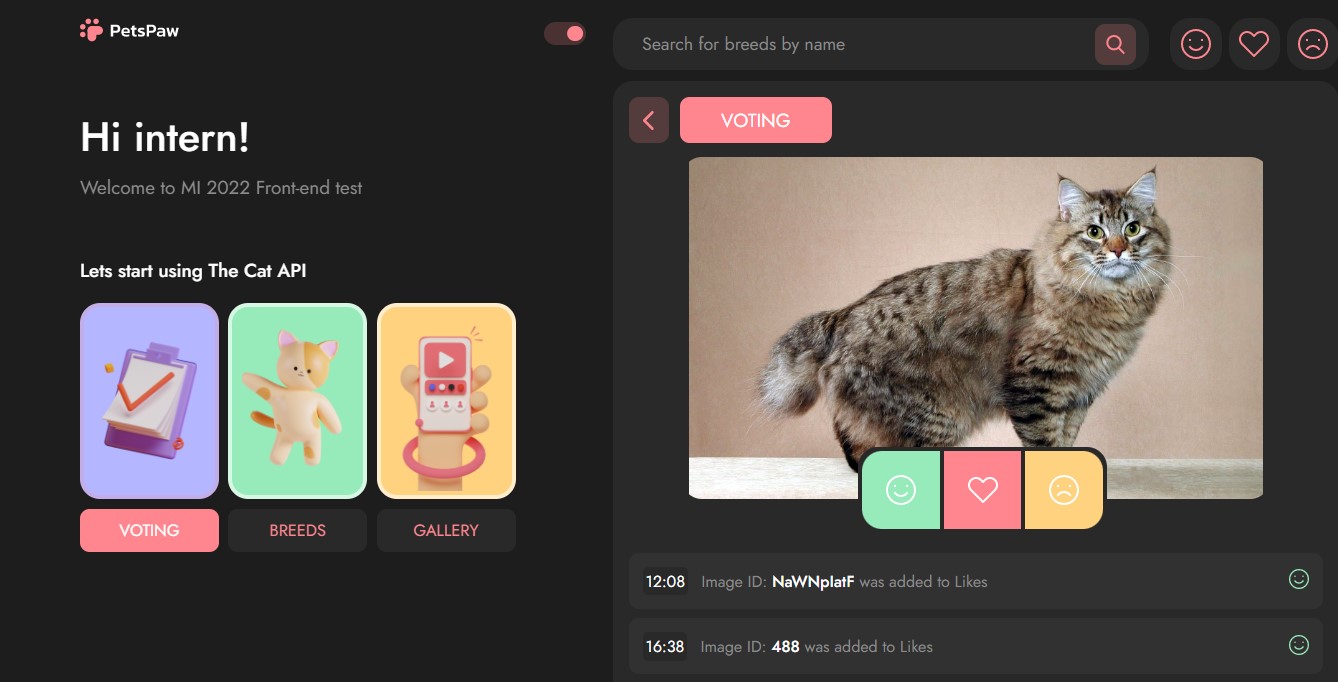 PetsPaw
Hi intern!
Welcome to MI 2022 Front-end test
Lets start using The Cat API
VOTING
BREEDS
GALLERY
Search for breeds by name
VOTING
12:08 Image ID: NaWNplatF was added to Likes
16:38 Image ID: 488 was added to Likes